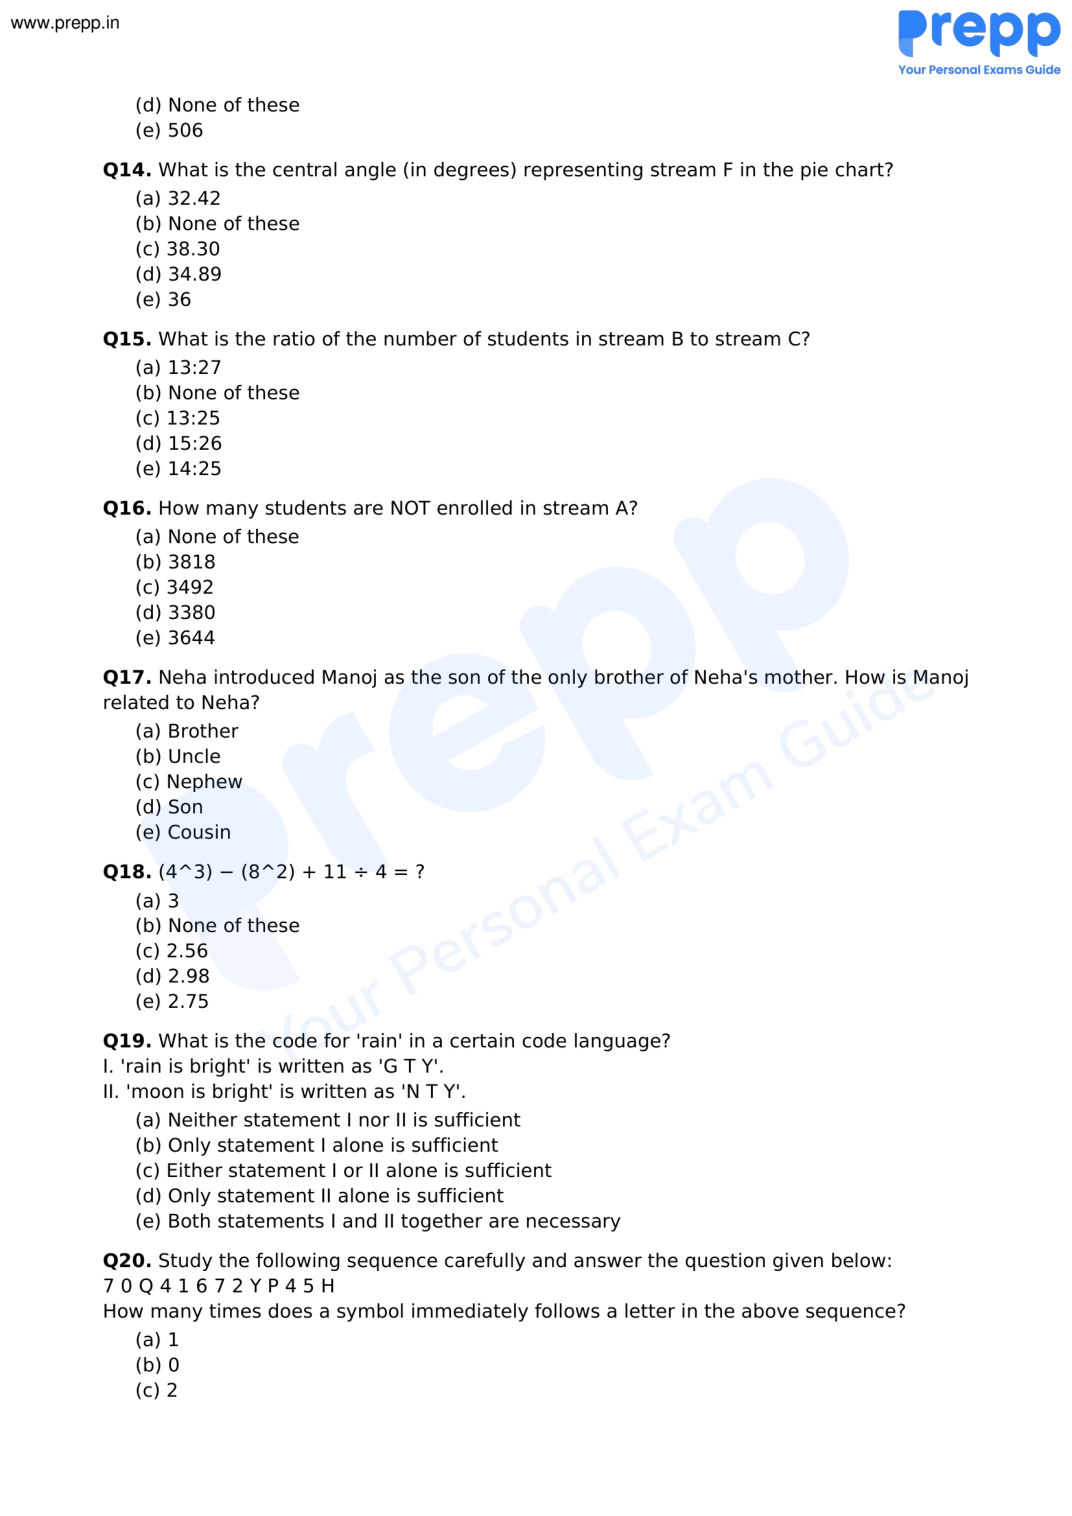 www.prepp.in
prepp
Your Personal Exams Guide
(d) None of these
(e) 506
Q14. What is the central angle (in degrees) representing stream F in the pie chart?
(a) 32.42
(b) None of these
(c) 38.30
(d) 34.89
(e) 36
Q15. What is the ratio of the number of students in stream B to stream C?
(a) 13:27
(b) None of these
(c) 13:25
(d) 15:26
(e) 14:25
Q16. How many students are NOT enrolled in stream A?
(a) None of these
(b) 3818
(c) 3492
(d) 3380
(e) 3644
Q17. Neha introduced Manoj as the son of the only brother of Neha's mother. How is Manoj
related to Neha?
(a) Brother
(b) Uncle
(c) Nephew
(d) Son
(e) Cousin
Q18. (4^3) − (8^2) + 11 ÷ 4 = ?
(a) 3
(b) None of these
(c) 2.56
(d) 2.98
(e) 2.75
Q19. What is the code for 'rain' in a certain code language?
I. 'rain is bright' is written as 'G T Y'.
II. 'moon is bright' is written as 'N T Y'.
(a) Neither statement I nor II is sufficient
(b) Only statement I alone is sufficient
(c) Either statement I or II alone is sufficient
(d) Only statement II alone is sufficient
(e) Both statements I and II together are necessary
Q20. Study the following sequence carefully and answer the question given below:
7 0 Q 4 1 6 7 2 Y P 4 5 H
How many times does a symbol immediately follows a letter in the above sequence?
(a) 1
(b) 0
(c) 2
prepp
Your Personal Exam Guide